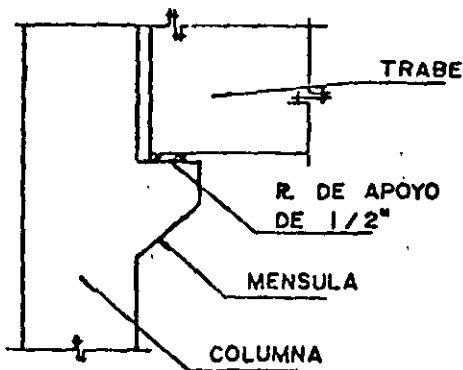 TRABE
R. DE APOYO
DE 1/2"
MENSULA
COLUMNA